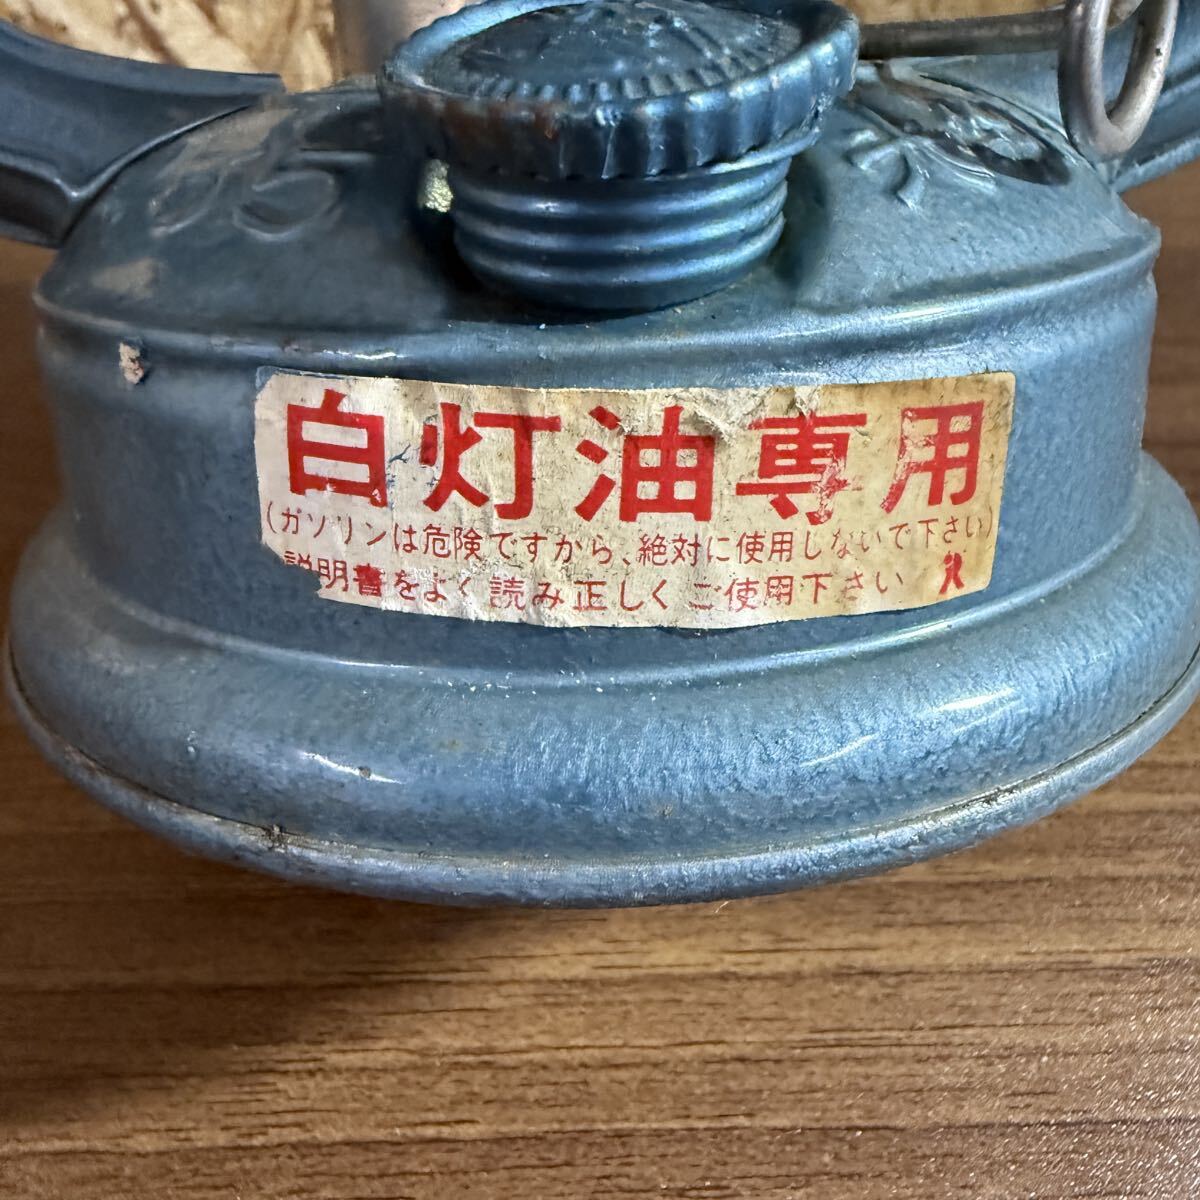 白灯油専用
(ガソリンは危険ですから、絶対に使用しないで下さい)
説明書をよく読み正しくご使用下さい